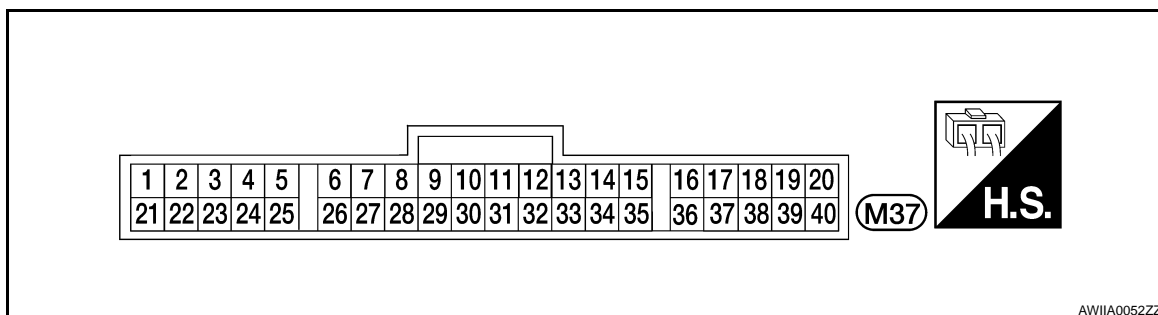 1 2 3 4 5 6 7 8 9 10 11 12 13 14 15 16 17 18 19 20
21 22 23 24 25 26 27 28 29 30 31 32 33 34 35 36 37 38 39 40
M37
H.S.
AWIIA0052ZZ